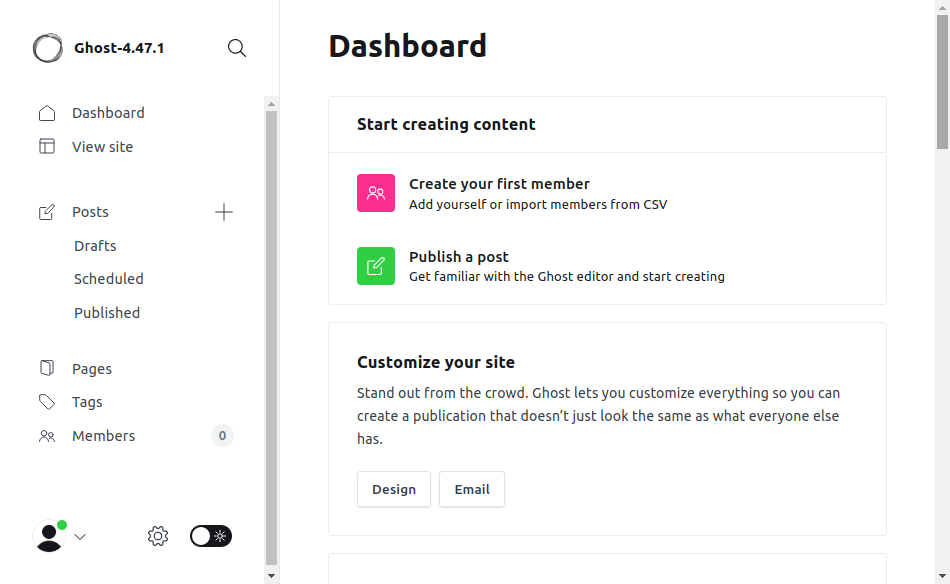 Ghost-4.47.1
Dashboard
View site
Posts
Drafts
Scheduled
Published
Pages
Tags
Members 0
Dashboard
Start creating content
Create your first member
Add yourself or import members from CSV
Publish a post
Get familiar with the Ghost editor and start creating
Customize your site
Stand out from the crowd. Ghost lets you customize everything so you can
create a publication that doesn’t just look the same as what everyone else
has.
Design Email